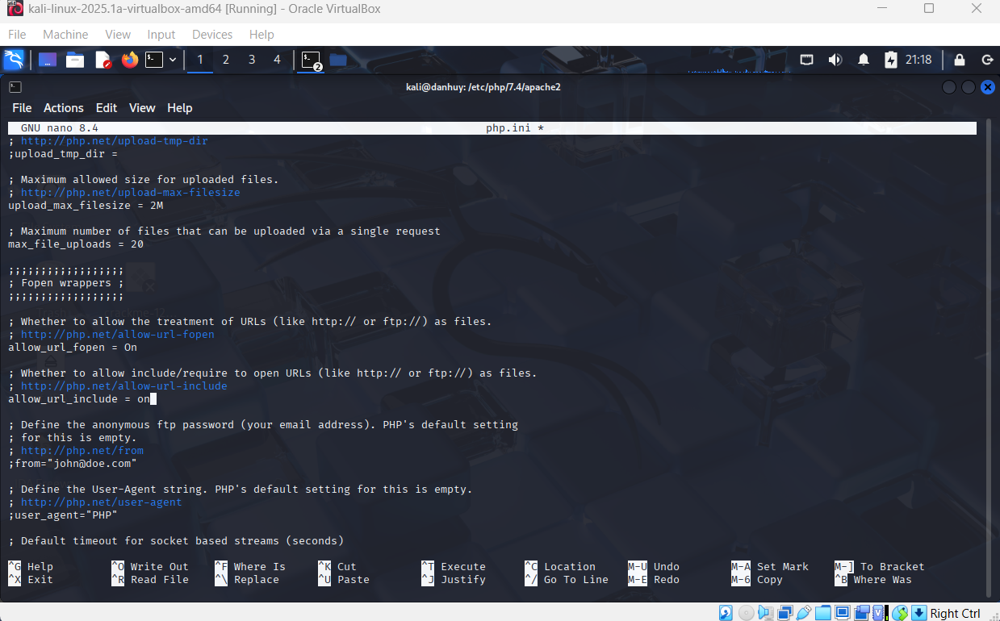 kali-linux-2025.1a-virtualbox-amd64 [Running] - Oracle VirtualBox
File Machine View Input Devices Help
1 2 3 4 2 21:18
kali@danhuy: /etc/php/7.4/apache2
File Actions Edit View Help
GNU nano 8.4 php.ini *
; http://php.net/upload-tmp-dir
;upload_tmp_dir =
; Maximum allowed size for uploaded files.
; http://php.net/upload-max-filesize
upload_max_filesize = 2M
; Maximum number of files that can be uploaded via a single request
max_file_uploads = 20
;;;;;;;;;;;;;;;;;;
; Fopen wrappers ;
;;;;;;;;;;;;;;;;;;
; Whether to allow the treatment of URLs (like http:// or ftp://) as files.
; http://php.net/allow-url-fopen
allow_url_fopen = On
; Whether to allow include/require to open URLs (like http:// or ftp://) as files.
; http://php.net/allow-url-include
allow_url_include = on
; Define the anonymous ftp password (your email address). PHP's default setting
; for this is empty.
; http://php.net/from
;from="john@doe.com"
; Define the User-Agent string. PHP's default setting for this is empty.
; http://php.net/user-agent
;user_agent="PHP"
; Default timeout for socket based streams (seconds)
^G Help ^O Write Out ^F Where Is ^K Cut ^T Execute ^C Location M-U Undo M-A Set Mark M-] To Bracket
^X Exit ^R Read File ^\ Replace ^U Paste ^J Justify ^/ Go To Line M-E Redo M-6 Copy ^B Where Was
Right Ctrl